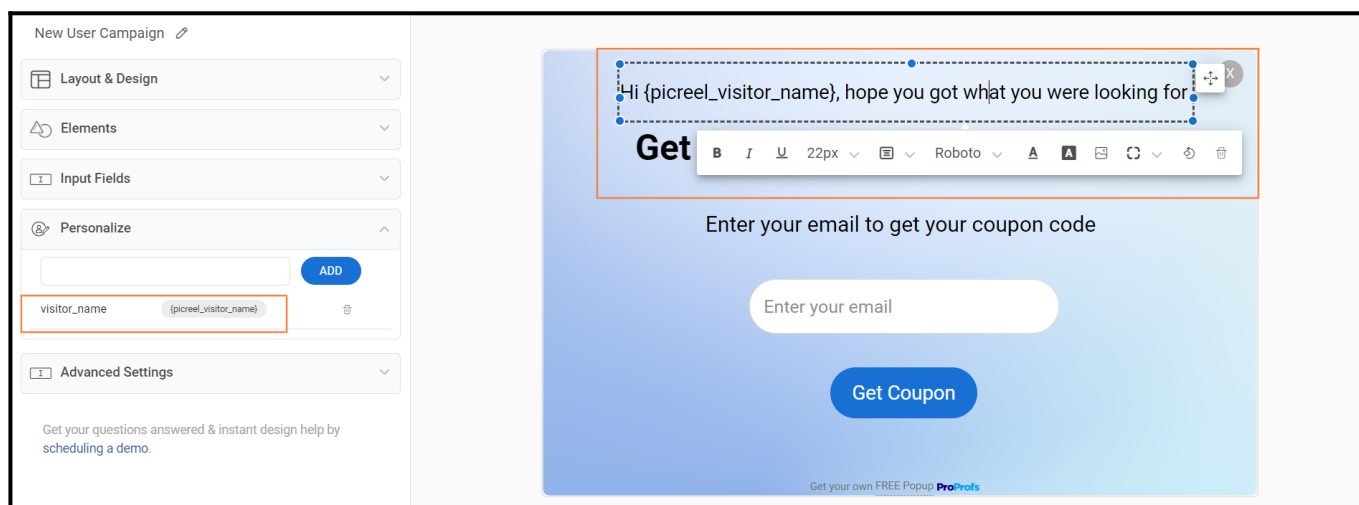 New User Campaign
Layout & Design
Elements
Input Fields
Personalize
ADD
visitor_name {picreel_visitor_name}
Advanced Settings
Get your questions answered & instant design help by
scheduling a demo.
Hi {picreel_visitor_name}, hope you got what you were looking for
X
Get
B I U 22px Roboto A A
Enter your email to get your coupon code
Enter your email
Get Coupon
Get your own FREE Popup ProProfs